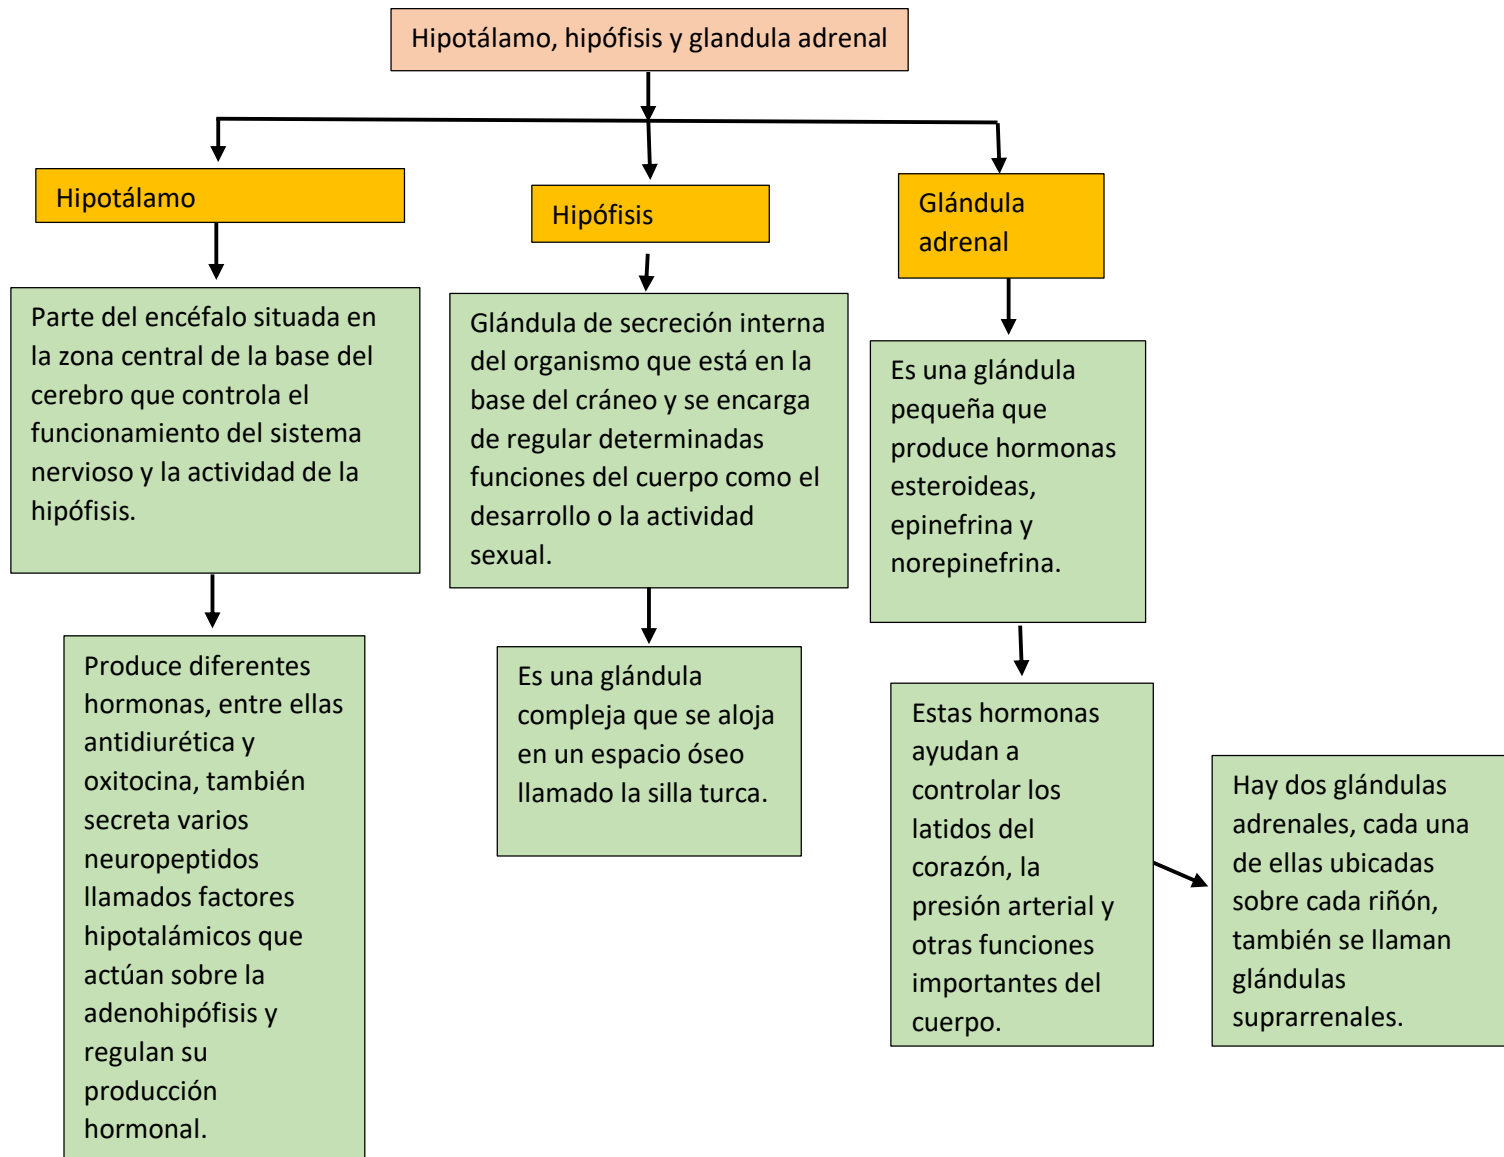 Hipotálamo, hipófisis y glandula adrenal
Hipotálamo
Parte del encéfalo situada en
la zona central de la base del
cerebro que controla el
funcionamiento del sistema
nervioso y la actividad de la
hipófisis.
Produce diferentes
hormonas, entre ellas
antidiurética y
oxitocina, también
secreta varios
neuropeptidos
llamados factores
hipotalámicos que
actúan sobre la
adenohipófisis y
regulan su
producción
hormonal.
Hipófisis
Glándula de secreción interna
del organismo que está en la
base del cráneo y se encarga
de regular determinadas
funciones del cuerpo como el
desarrollo o la actividad
sexual.
Es una glándula
compleja que se aloja
en un espacio óseo
llamado la silla turca.
Glándula
adrenal
Es una glándula
pequeña que
produce hormonas
esteroideas,
epinefrina y
norepinefrina.
Estas hormonas
ayudan a
controlar los
latidos del
corazón, la
presión arterial y
otras funciones
importantes del
cuerpo.
Hay dos glándulas
adrenales, cada una
de ellas ubicadas
sobre cada riñón,
también se llaman
glándulas
suprarrenales.